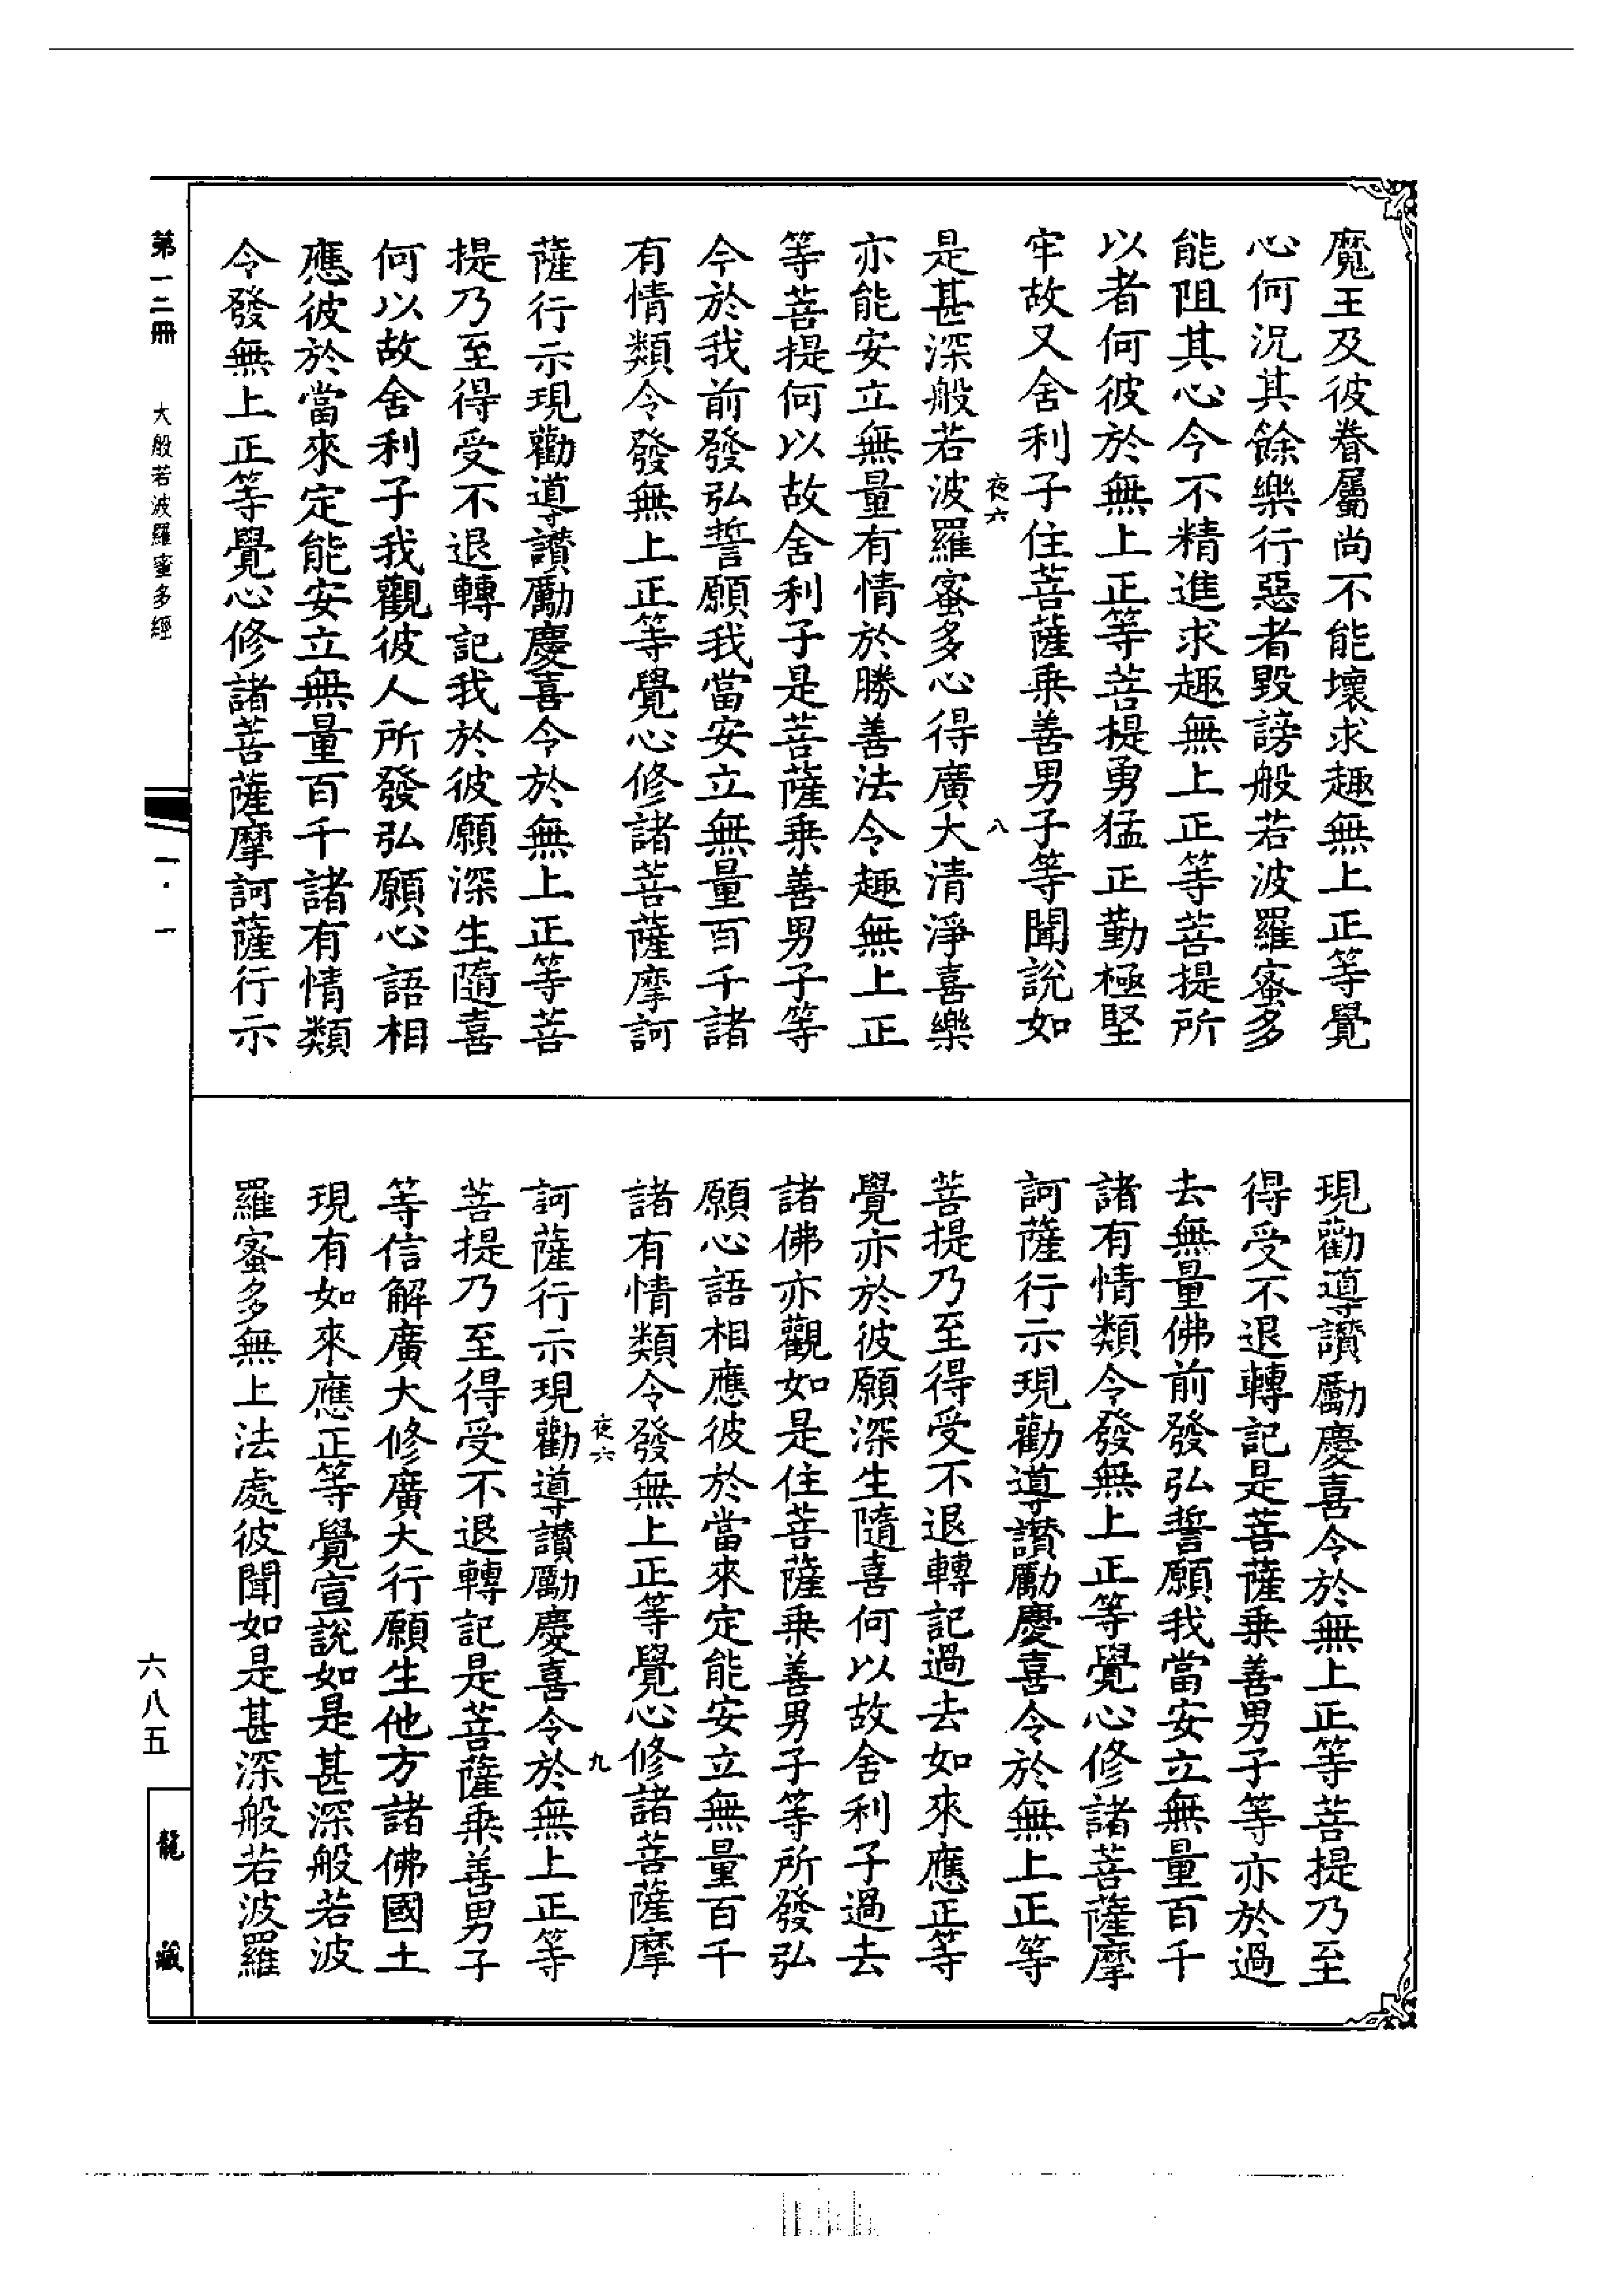 魔王及彼眷屬尚不能壞求趣無上正等覺
心何況其餘樂行惡者毀謗般若波羅蜜多
能阻其心令不精進求趣無上正等菩提所
以者何彼於無上正等菩提勇猛正勤極堅
牢故又舍利子住菩薩乘善男子等聞說如
夜六 八
是甚深般若波羅蜜多心得廣大清淨喜樂
亦能安立無量有情於勝善法令趣無上正
等菩提何以故舍利子是菩薩乘善男子等
今於我前發弘誓願我當安立無量百千諸
有情類令發無上正等覺心修諸菩薩摩訶
薩行示現勸導讚勵慶喜令於無上正等菩
提乃至得受不退轉記我於彼願深生隨喜
何以故舍利子我觀彼人所發弘願心語相
應彼於當來定能安立無量百千諸有情類
令發無上正等覺心修諸菩薩摩訶薩行示
現勸導讚勵慶喜令於無上正等菩提乃至
得受不退轉記是菩薩乘善男子等亦於過
去無量佛前發弘誓願我當安立無量百千
諸有情類令發無上正等覺心修諸菩薩摩
訶薩行示現勸導讚勵慶喜令於無上正等
菩提乃至得受不退轉記過去如來應正等
覺亦於彼願深生隨喜何以故舍利子過去
諸佛亦觀如是住菩薩乘善男子等所發弘
願心語相應彼於當來定能安立無量百千
諸有情類令發無上正等覺心修諸菩薩摩
夜六 九
訶薩行示現勸導讚勵慶喜令於無上正等
菩提乃至得受不退轉記是菩薩乘善男子
等信解廣大修廣大行願生他方諸佛國土
現有如來應正等覺宣說如是甚深般若波
羅蜜多無上法處彼聞如是甚深般若波羅
第一二冊 大般若波羅蜜多經 一·一 六八五 龍藏